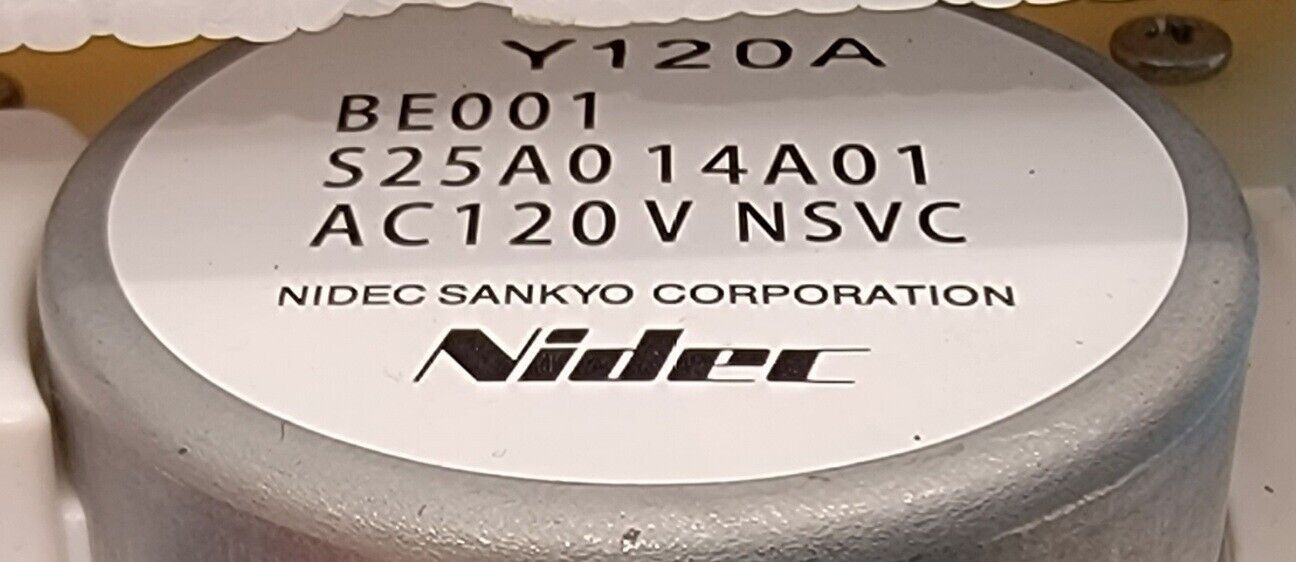 Y120A
BE001
S25A014A01
AC120V NSVC
NIDEC SANKYO CORPORATION
Nidec